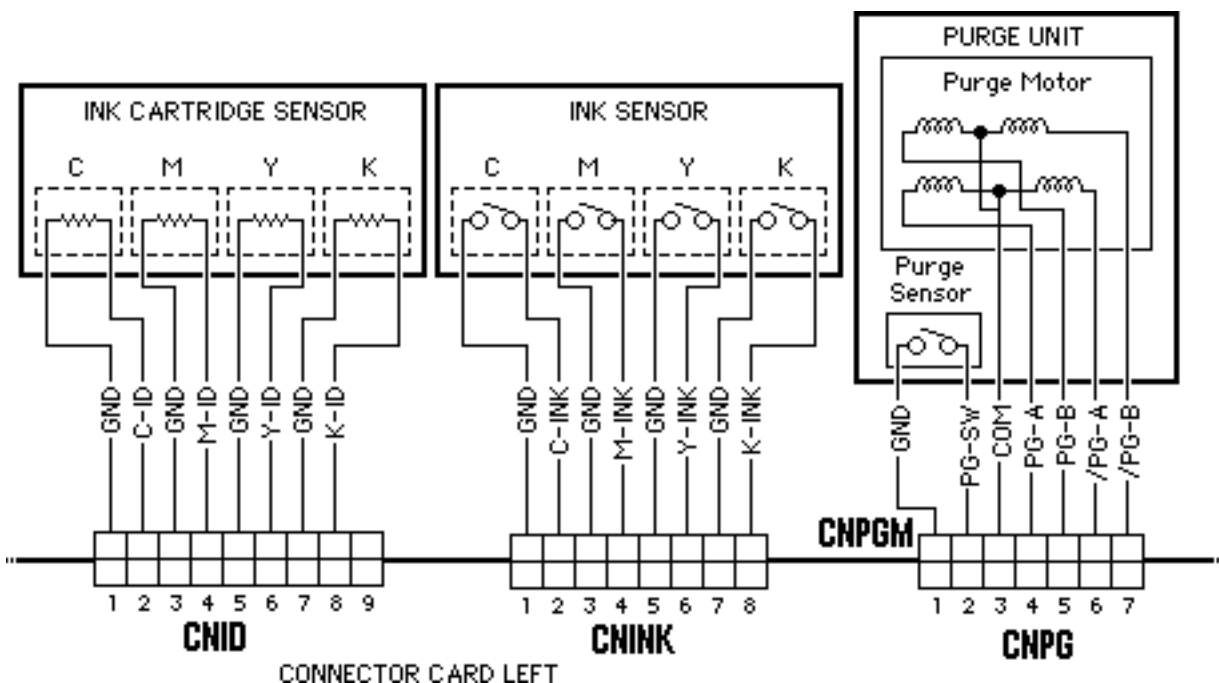 PURGE UNIT
Purge Motor
INK CARTRIDGE SENSOR
INK SENSOR
C M Y K
C M Y K
Purge
Sensor
GND
C-ID
GND
M-ID
GND
Y-ID
GND
K-ID
GND
C-INK
GND
M-INK
GND
Y-INK
GND
K-INK
GND
PG-SW
COM
PG-A
PG-B
/PG-A
/PG-B
CNPGM
1 2 3 4 5 6 7 8 9
1 2 3 4 5 6 7 8
1 2 3 4 5 6 7
CNID
CNINK
CNPG
CONNECTOR CARD LEFT